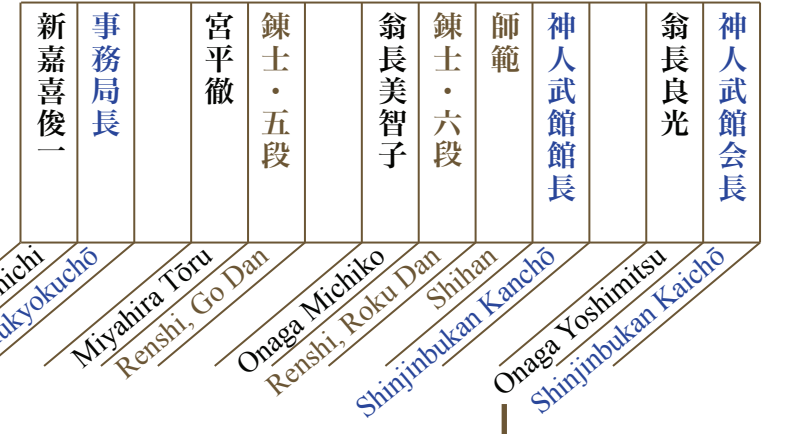 神人武館会長
翁長良光
神人武館館長
師範
錬士・六段
翁長美智子
錬士・五段
宮平徹
事務局長
新嘉喜俊一
Shinjinbukan Kaichō
Onaga Yoshimitsu
Shinjinbukan Kanchō
Shihan
Renshi, Roku Dan
Onaga Michiko
Renshi, Go Dan
Miyahira Tōru
ukyokuchō
ichi